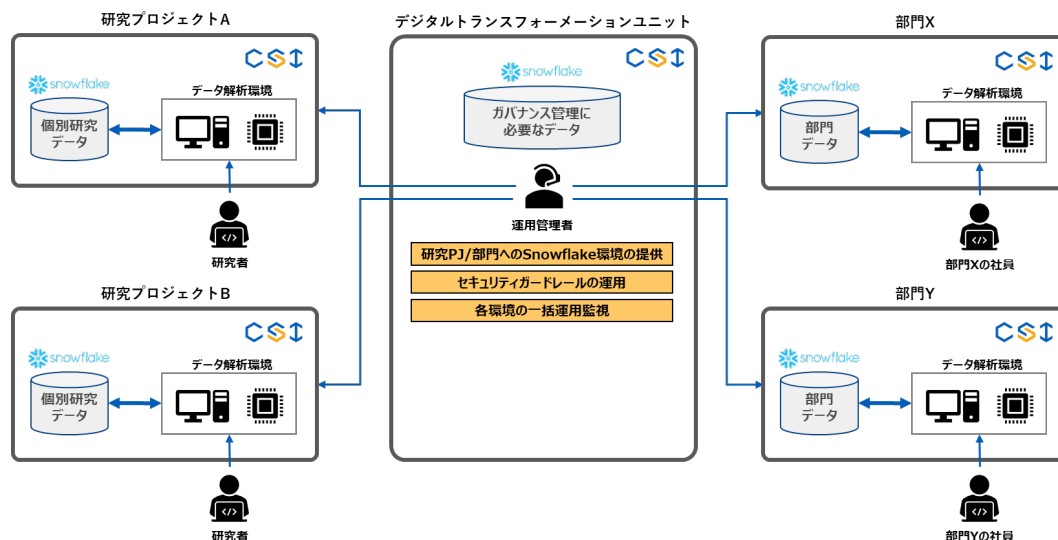 研究プロジェクトA
CSI
snowflake
データ解析環境
個別研究
データ
研究者
研究プロジェクトB
CSI
snowflake
データ解析環境
個別研究
データ
研究者
デジタルトランスフォーメーションユニット
CSI
snowflake
ガバナンス管理に
必要なデータ
運用管理者
研究PJ/部門へのSnowflake環境の提供
セキュリティガードレールの運用
各環境の一括運用監視
部門X
CSI
snowflake
データ解析環境
部門
データ
部門Xの社員
部門Y
CSI
snowflake
データ解析環境
部門
データ
部門Yの社員